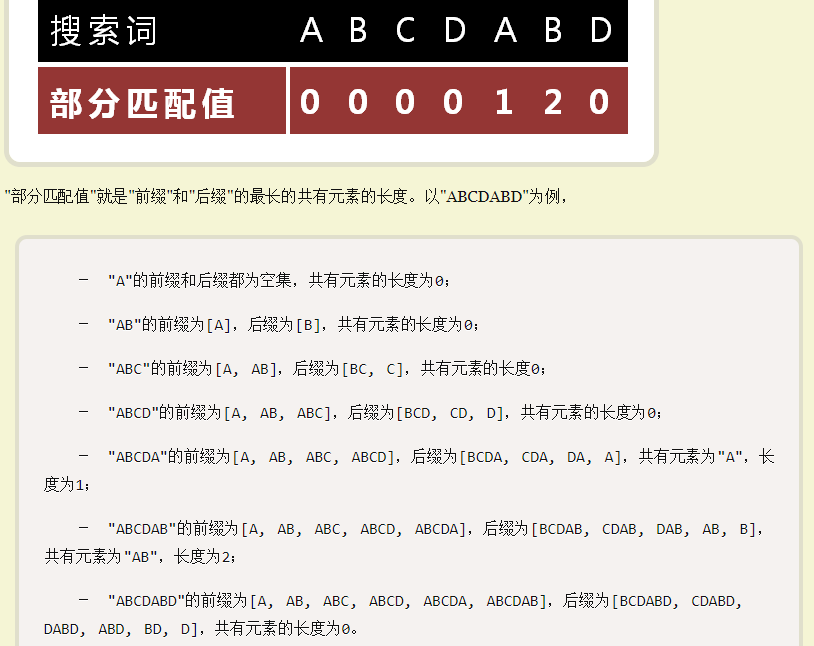 搜索词 A B C D A B D
部分匹配值 0 0 0 0 1 2 0
"部分匹配值"就是"前缀"和"后缀"的最长的共有元素的长度。以"ABCDABD"为例，
－ "A"的前缀和后缀都为空集，共有元素的长度为0；
－ "AB"的前缀为[A]，后缀为[B]，共有元素的长度为0；
－ "ABC"的前缀为[A, AB]，后缀为[BC, C]，共有元素的长度0；
－ "ABCD"的前缀为[A, AB, ABC]，后缀为[BCD, CD, D]，共有元素的长度为0；
－ "ABCDA"的前缀为[A, AB, ABC, ABCD]，后缀为[BCDA, CDA, DA, A]，共有元素为"A"，长
度为1；
－ "ABCDAB"的前缀为[A, AB, ABC, ABCD, ABCDA]，后缀为[BCDAB, CDAB, DAB, AB, B]，
共有元素为"AB"，长度为2；
－ "ABCDABD"的前缀为[A, AB, ABC, ABCD, ABCDA, ABCDAB]，后缀为[BCDABD, CDABD,
DABD, ABD, BD, D]，共有元素的长度为0。